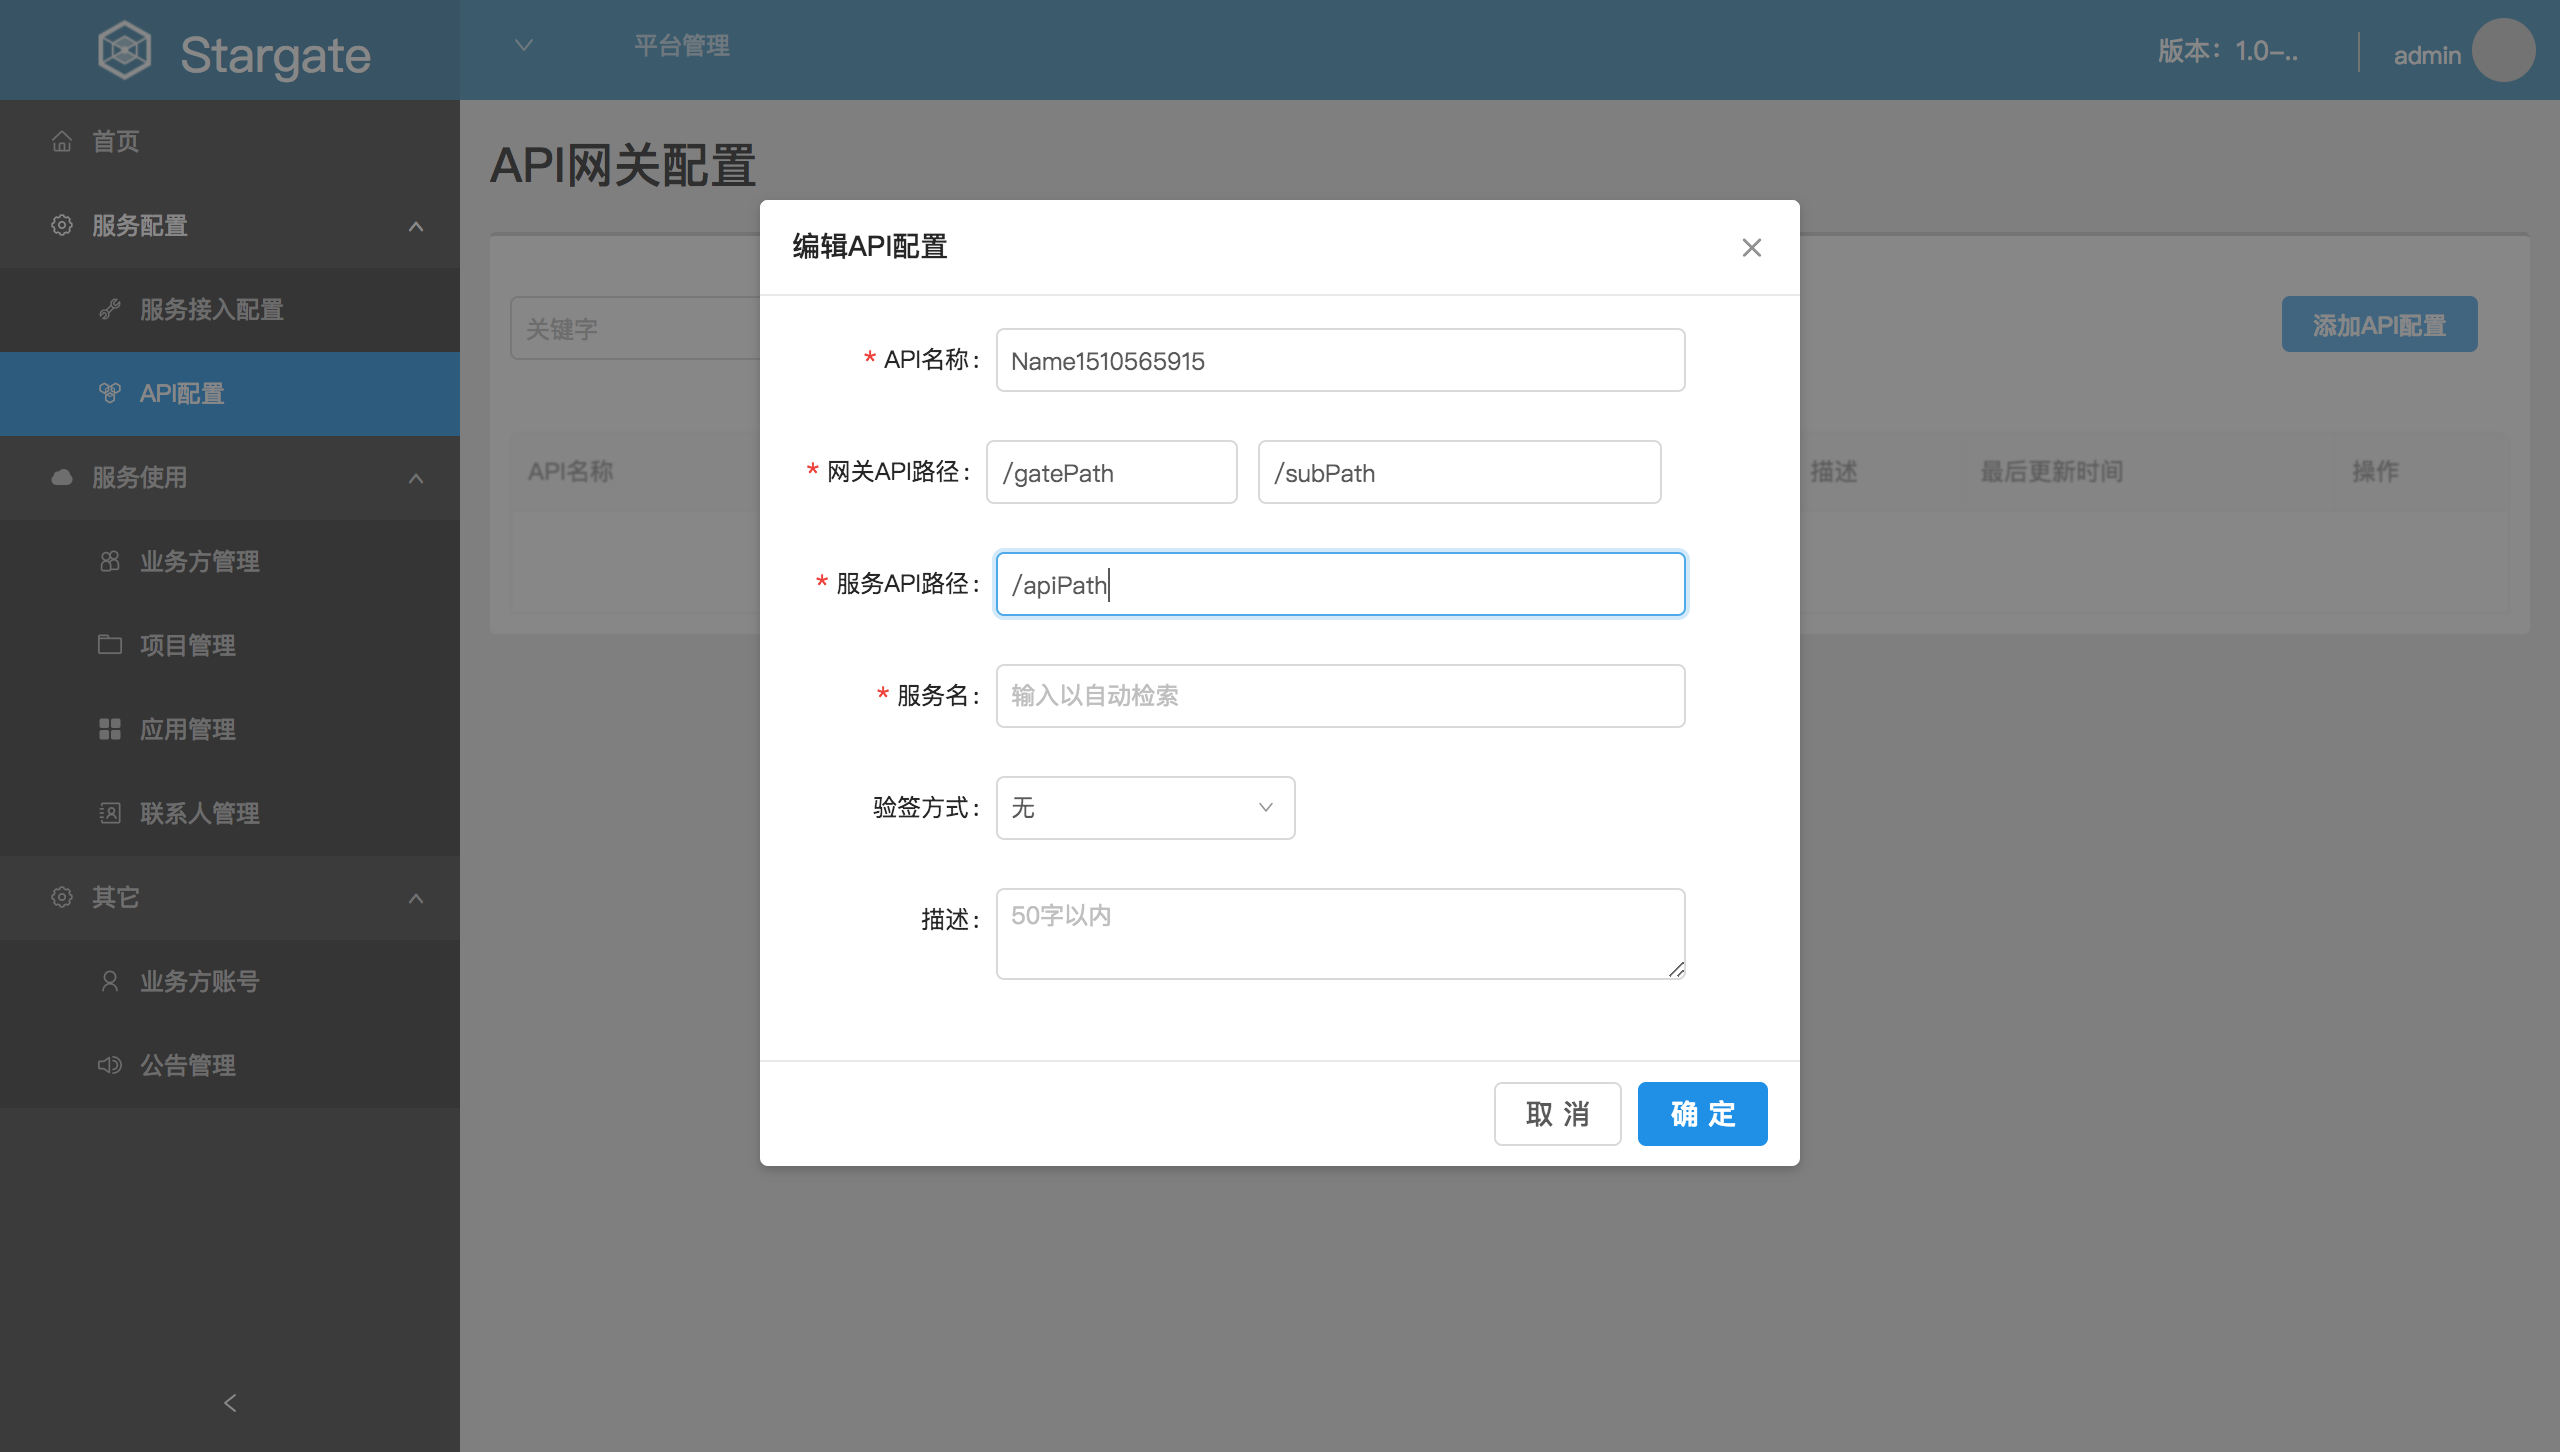 Stargate
平台管理
版本：1.0-..
admin
首页
服务配置
服务接入配置
API配置
服务使用
业务方管理
项目管理
应用管理
联系人管理
其它
业务方账号
公告管理
API网关配置
关键字
添加API配置
API名称
描述
最后更新时间
操作
编辑API配置
* API名称: Name1510565915
* 网关API路径: /gatePath /subPath
* 服务API路径: /apiPath
* 服务名: 输入以自动检索
验签方式: 无
描述: 50字以内
取 消
确 定